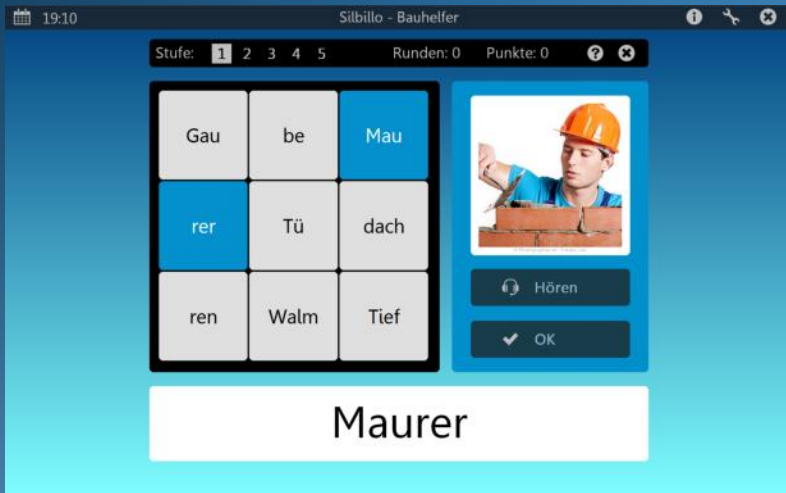 19:10 Silbillo - Bauhelfer
Stufe: 1 2 3 4 5 Runden: 0 Punkte: 0
Gau be Mau
rer Tü dach
ren Walm Tief
Hören
OK
Maurer